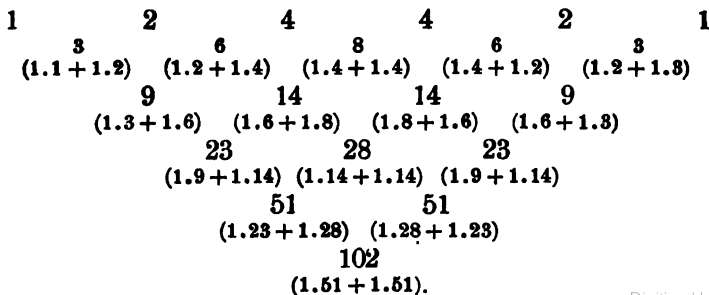 1 2 4 4 2 1
3 6 8 6 3
(1.1 + 1.2) (1.2 + 1.4) (1.4 + 1.4) (1.4 + 1.2) (1.2 + 1.3)
9 14 14 9
(1.3 + 1.6) (1.6 + 1.8) (1.8 + 1.6) (1.6 + 1.3)
23 28 23
(1.9 + 1.14) (1.14 + 1.14) (1.9 + 1.14)
51 51
(1.23 + 1.28) (1.28 + 1.23)
102
(1.51 + 1.51).